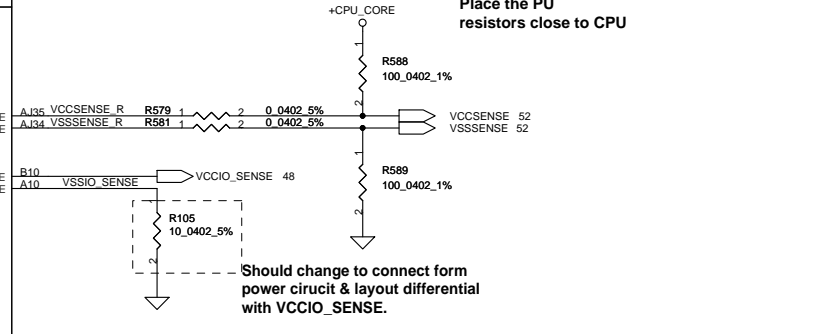 Place the PU
resistors close to CPU
+CPU_CORE
1
R588
100_0402_1%
2
E AJ35 VCCSENSE_R R579 1 2 0_0402_5% VCCSENSE 52
E AJ34 VSSSENSE_R R581 1 2 0_0402_5% VSSSENSE 52
1
R589
100_0402_1%
2
E B10 VCCIO_SENSE 48
E A10 VSSIO_SENSE
1
R105
10_0402_5%
2
Should change to connect form
power cirucit & layout differential
with VCCIO_SENSE.